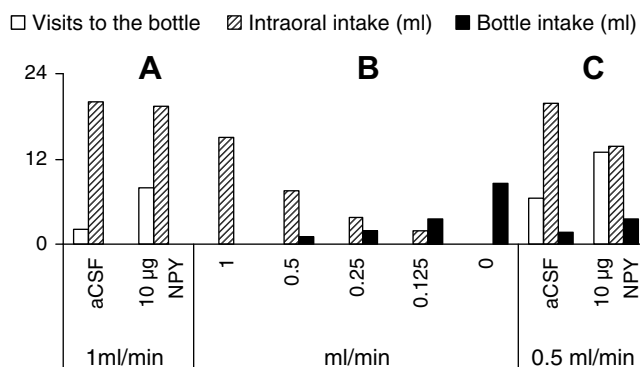 Visits to the bottle Intraoral intake (ml) Bottle intake (ml)
A B C
24
12
0
aCSF 10 µg NPY 1 0.5 0.25 0.125 0 aCSF 10 µg NPY
1ml/min ml/min 0.5 ml/min